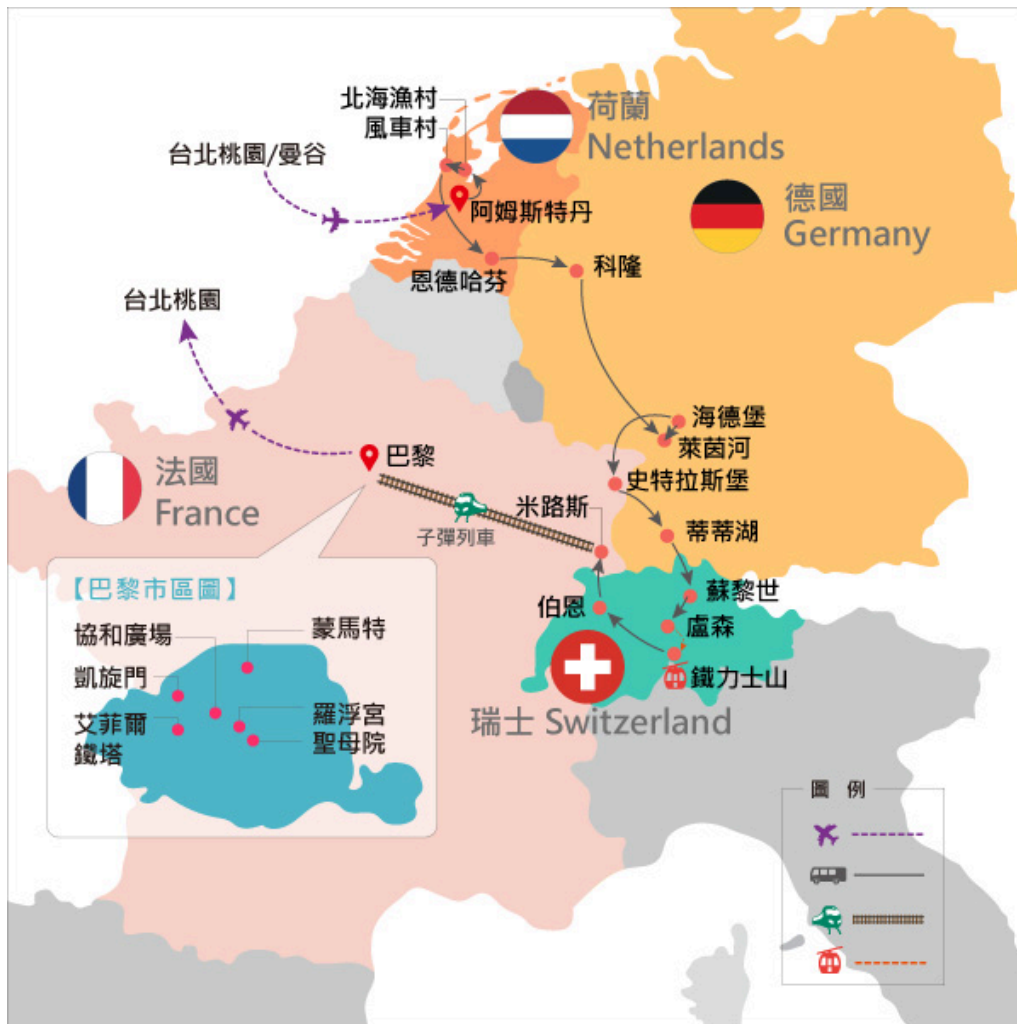 北海漁村
風車村
荷蘭
Netherlands
台北桃園/曼谷
德國
Germany
阿姆斯特丹
恩德哈芬
科隆
台北桃園
海德堡
萊茵河
巴黎
法國
France
史特拉斯堡
米路斯
子彈列車
蒂蒂湖
【巴黎市區圖】
蘇黎世
伯恩
盧森
協和廣場
蒙馬特
凱旋門
鐵力士山
艾菲爾
鐵塔
羅浮宮
聖母院
瑞士 Switzerland
圖 例